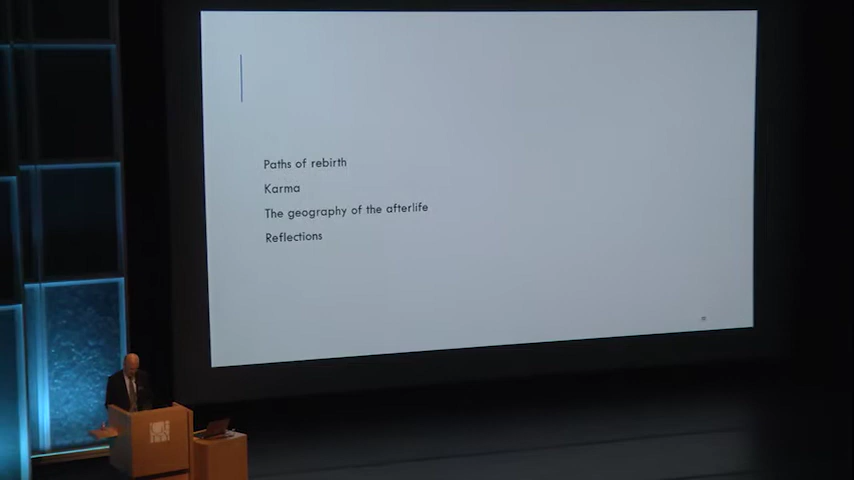 Paths of rebirth
Karma
The geography of the afterlife
Reflections